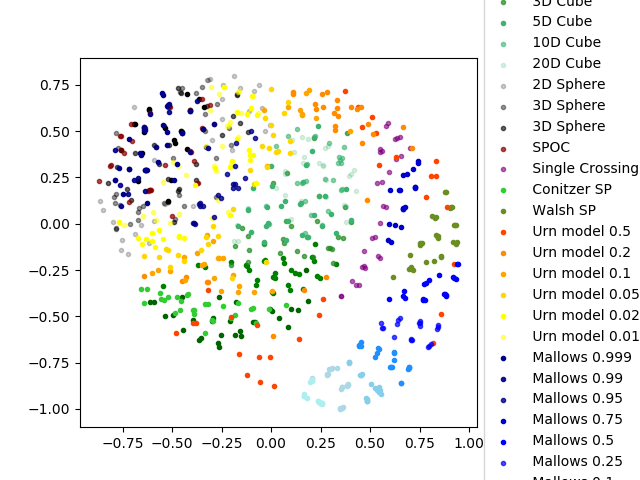 3D Cube
5D Cube
10D Cube
20D Cube
2D Sphere
3D Sphere
3D Sphere
SPOC
Single Crossing
Conitzer SP
Walsh SP
Urn model 0.5
Urn model 0.2
Urn model 0.1
Urn model 0.05
Urn model 0.02
Urn model 0.01
Mallows 0.999
Mallows 0.99
Mallows 0.95
Mallows 0.75
Mallows 0.5
Mallows 0.25
Mallows 0.1
0.75
0.50
0.25
0.00
−0.25
−0.50
−0.75
−1.00
−0.75 −0.50 −0.25 0.00 0.25 0.50 0.75 1.00